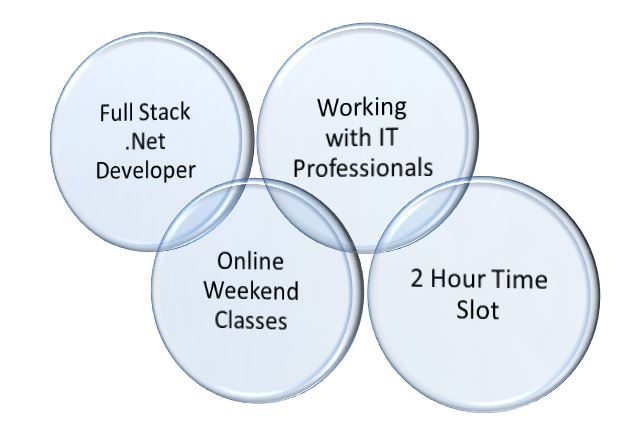 Full Stack
.Net
Developer
Working
with IT
Professionals
Online
Weekend
Classes
2 Hour Time
Slot